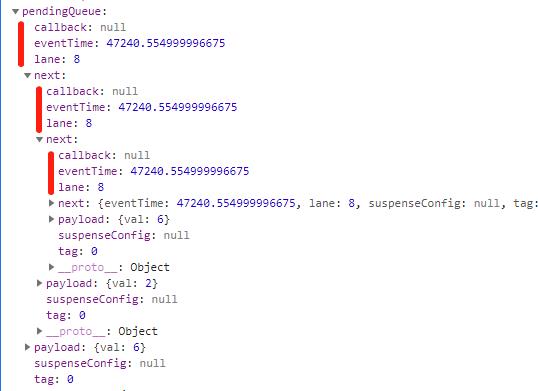 pendingQueue:
callback: null
eventTime: 47240.554999996675
lane: 8
next:
callback: null
eventTime: 47240.554999996675
lane: 8
next:
callback: null
eventTime: 47240.554999996675
lane: 8
next: {eventTime: 47240.554999996675, lane: 8, suspenseConfig: null, tag:
payload: {val: 6}
suspenseConfig: null
tag: 0
__proto__: Object
payload: {val: 2}
suspenseConfig: null
tag: 0
__proto__: Object
payload: {val: 6}
suspenseConfig: null
tag: 0